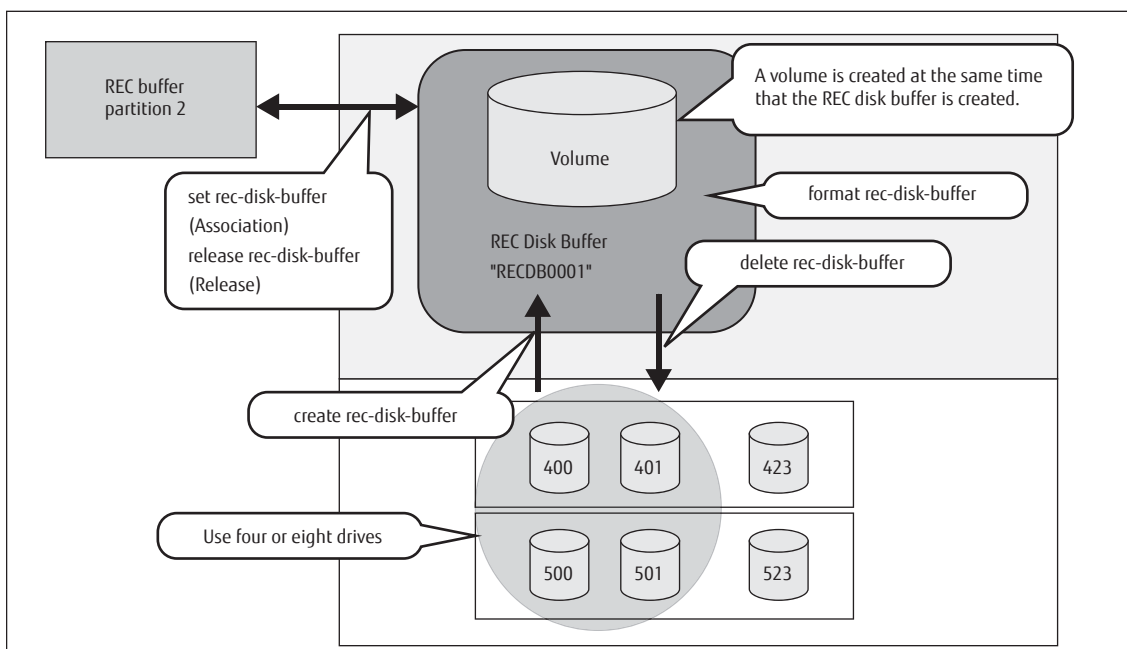 REC buffer
partition 2
A volume is created at the same time
that the REC disk buffer is created.
Volume
set rec-disk-buffer
(Association)
release rec-disk-buffer
(Release)
format rec-disk-buffer
REC Disk Buffer
"RECDB0001"
delete rec-disk-buffer
create rec-disk-buffer
400
401
423
Use four or eight drives
500
501
523